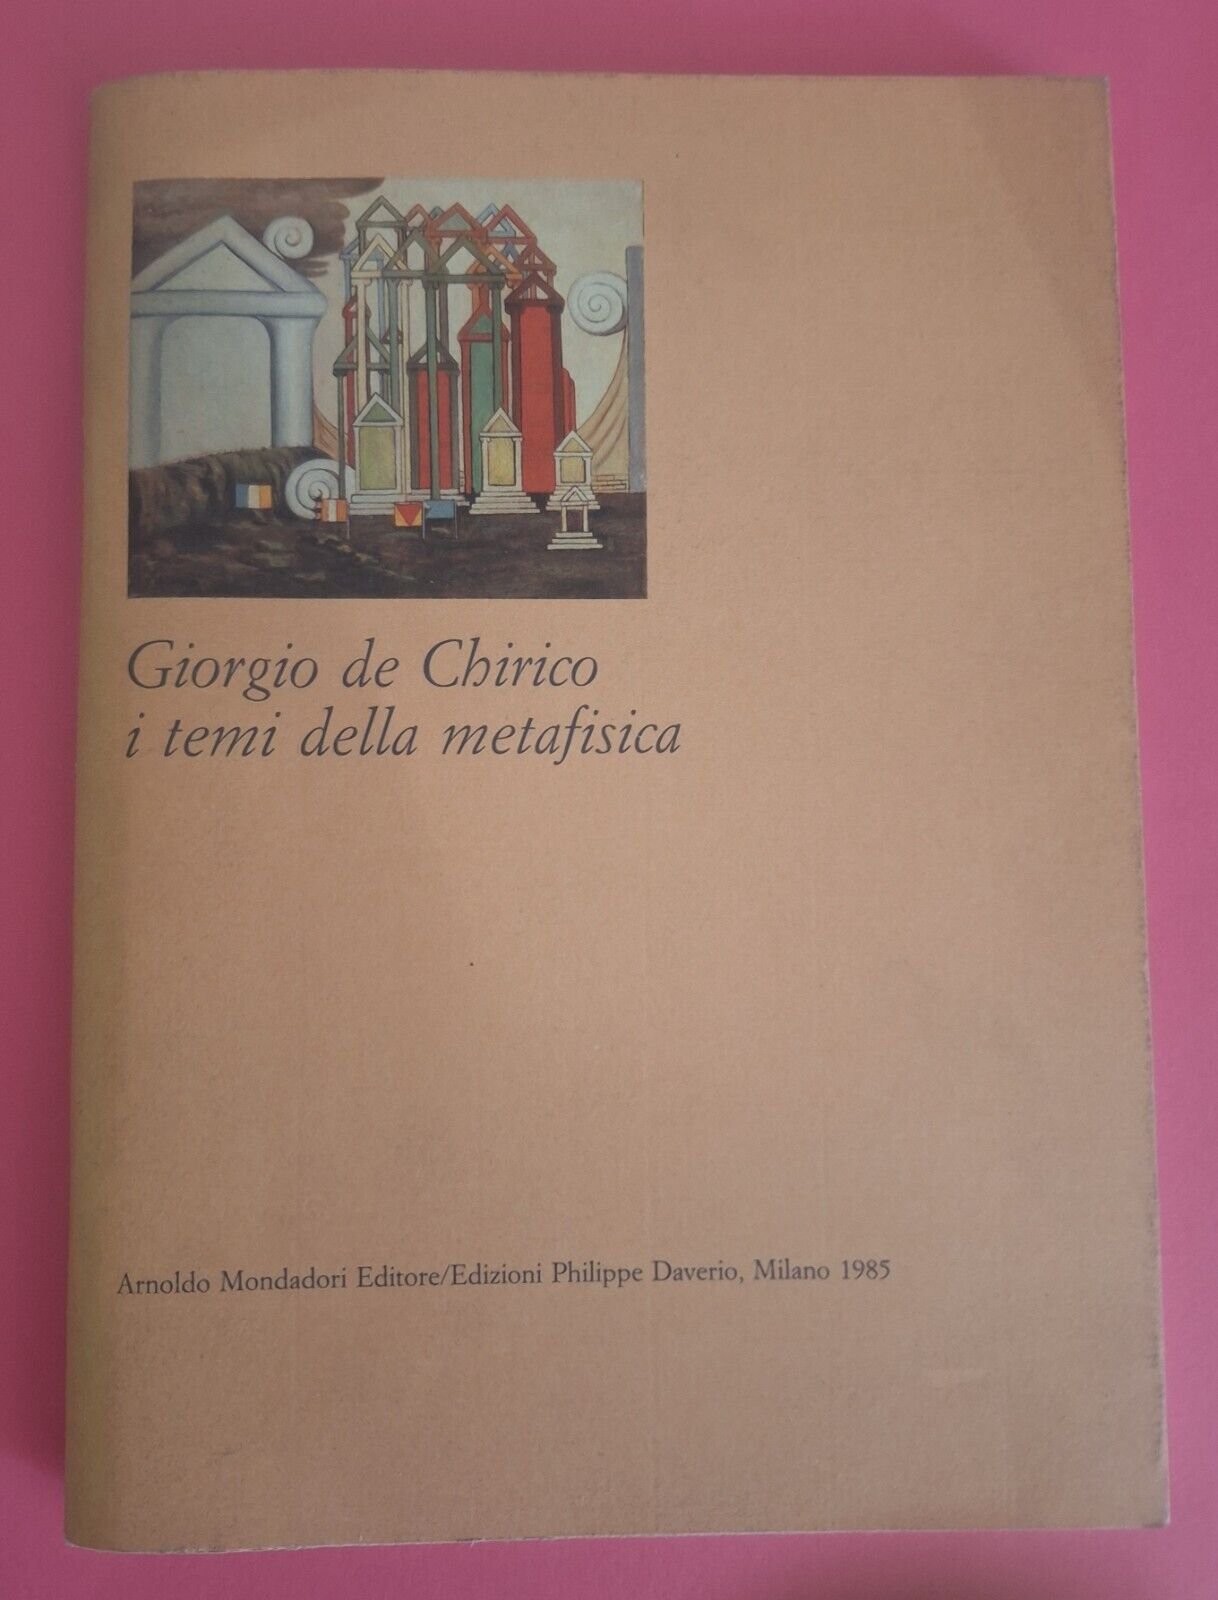 Giorgio de Chirico
i temi della metafisica
Arnoldo Mondadori Editore/Edizioni Philippe Daverio, Milano 1985